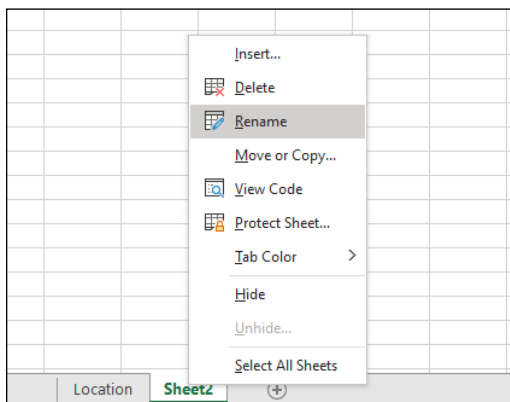 Insert...
Delete
Rename
Move or Copy...
View Code
Protect Sheet...
Tab Color
Hide
Unhide...
Select All Sheets
Location Sheet2